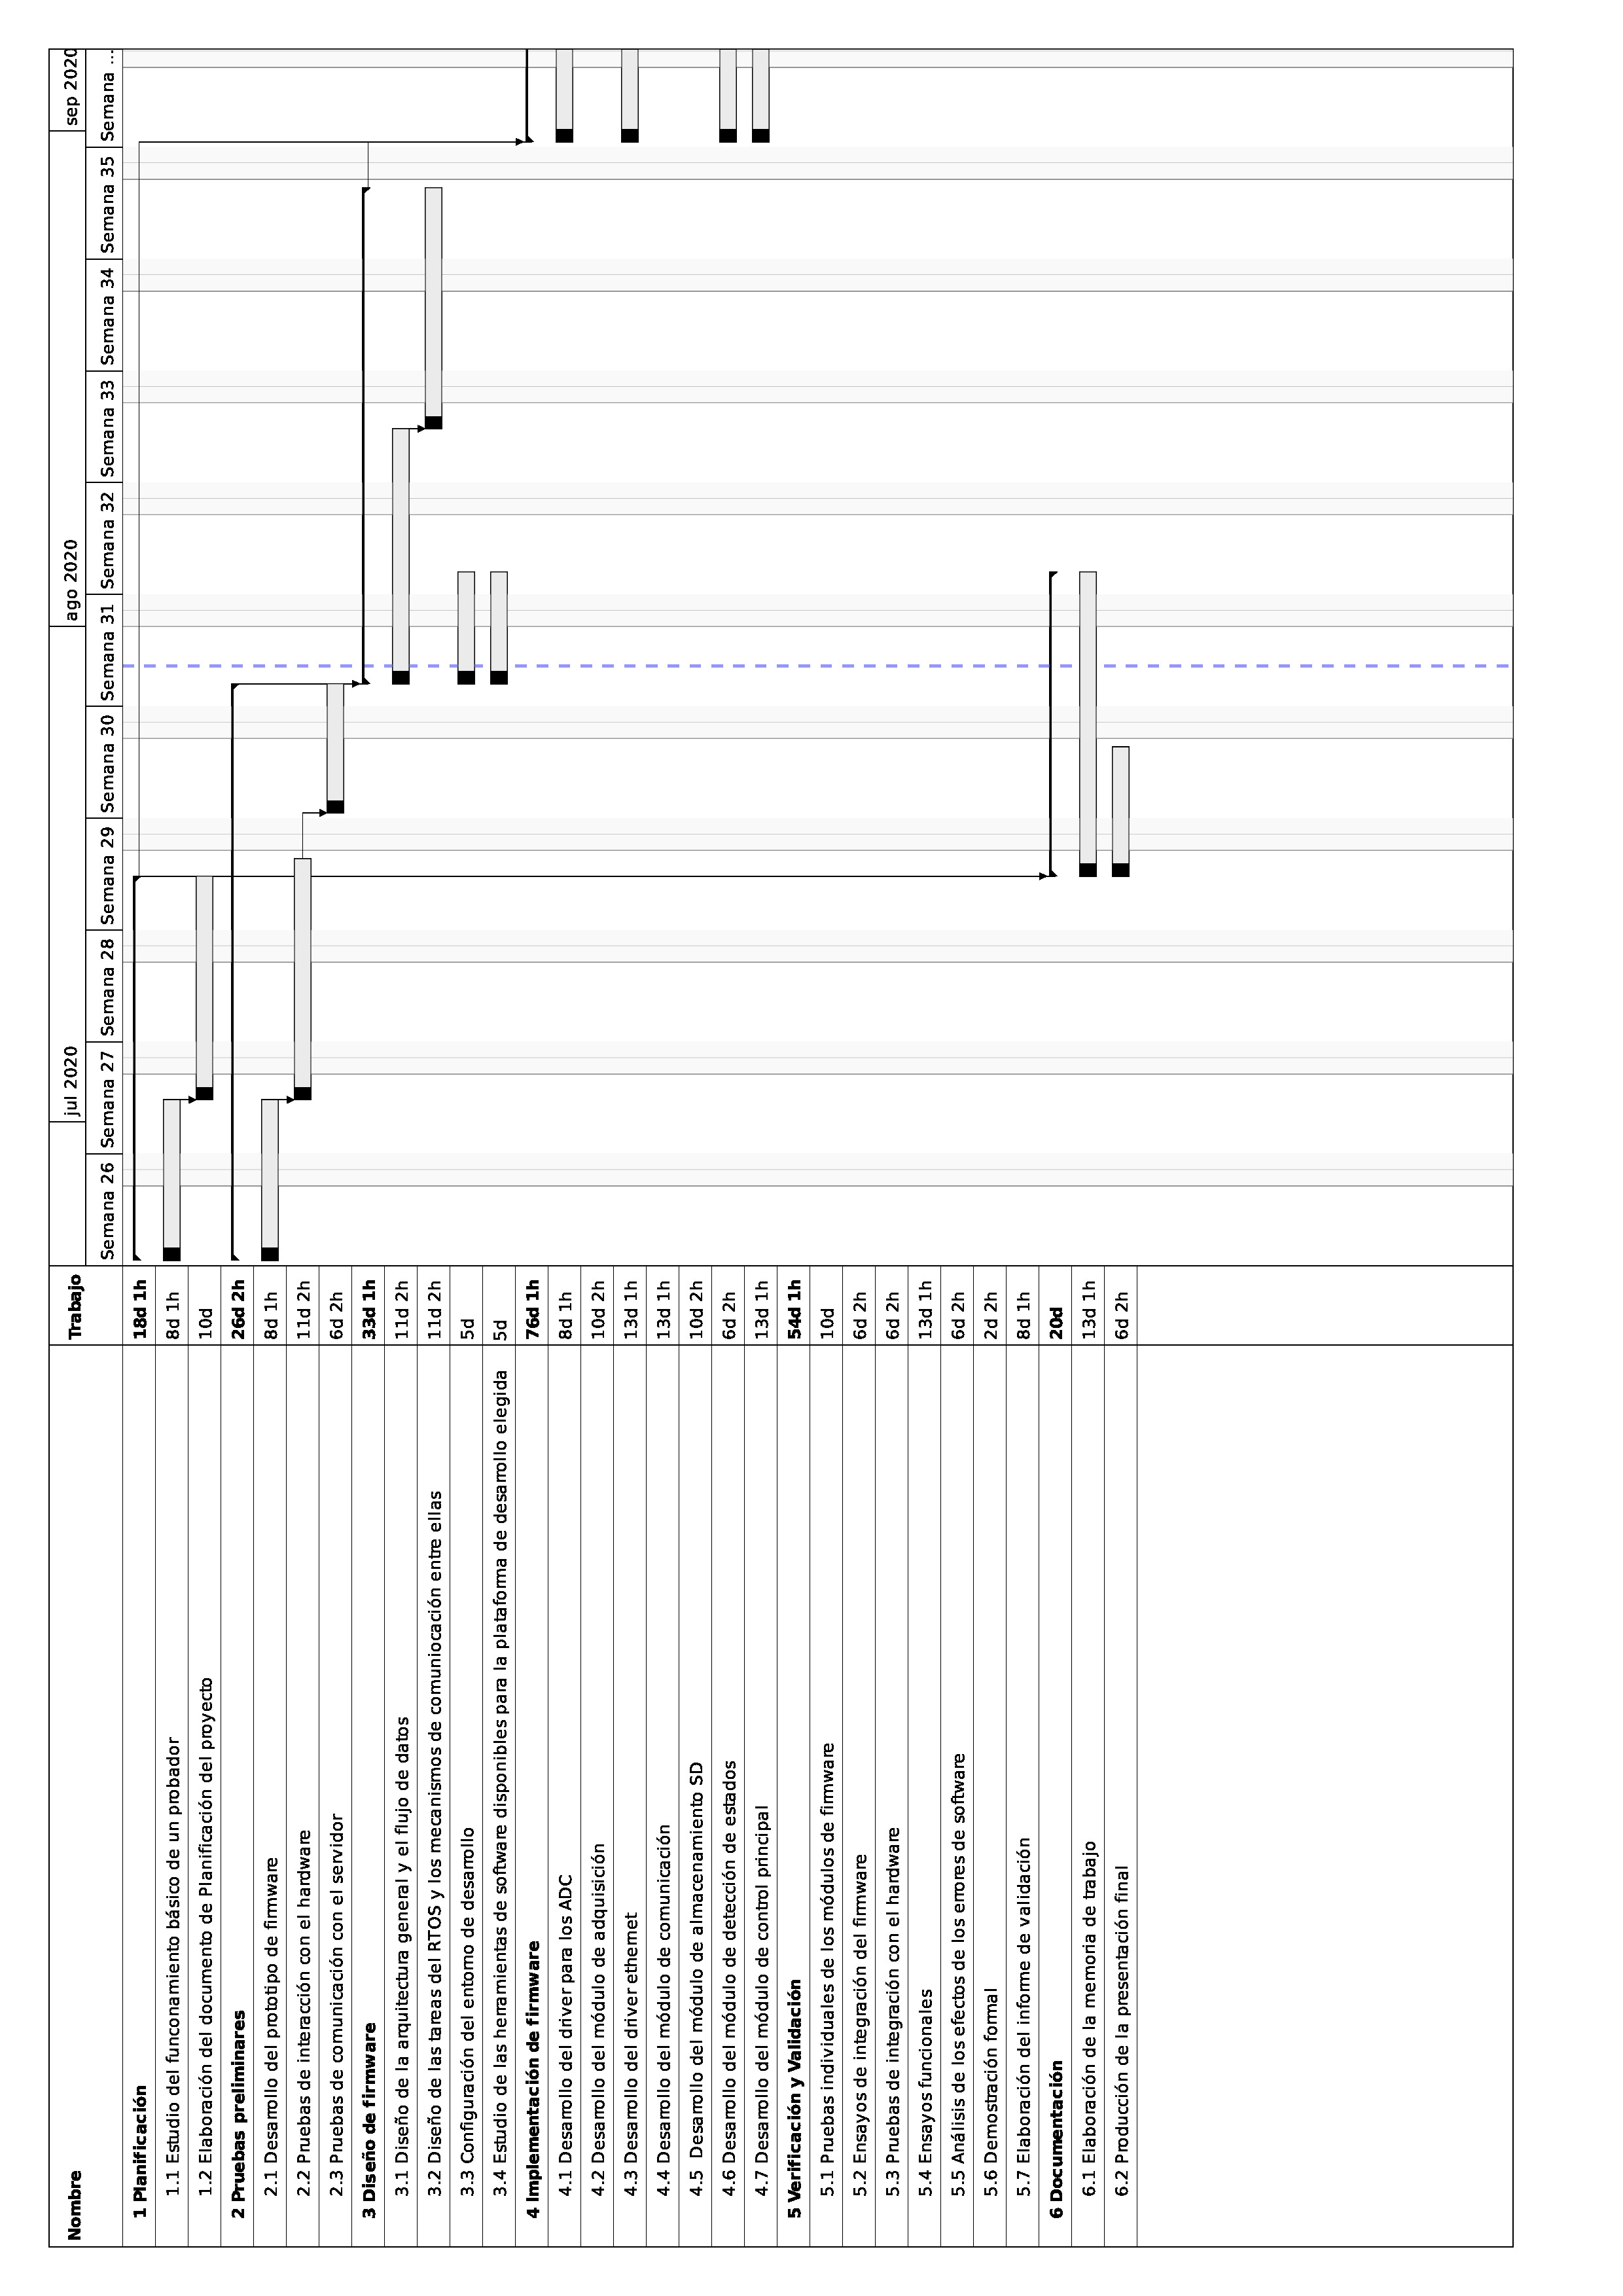 Nombre Trabajo jul 2020 ago 2020 sep 2020
Semana 26 Semana 27 Semana 28 Semana 29 Semana 30 Semana 31 Semana 32 Semana 33 Semana 34 Semana 35 Semana ...
1 Planificación 18d 1h
1.1 Estudio del funconamiento básico de un probador 8d 1h
1.2 Elaboración del documento de Planificación del proyecto 10d
2 Pruebas preliminares 26d 2h
2.1 Desarrollo del prototipo de firmware 8d 1h
2.2 Pruebas de interacción con el hardware 11d 2h
2.3 Pruebas de comunicación con el servidor 6d 2h
3 Diseño de firmware 33d 1h
3.1 Diseño de la arquitectura general y el flujo de datos 11d 2h
3.2 Diseño de las tareas del RTOS y los mecanismos de comuniocación entre ellas 11d 2h
3.3 Configuración del entorno de desarollo 5d
3.4 Estudio de las herramientas de software disponibles para la plataforma de desarrollo elegida 5d
4 Implementación de firmware 76d 1h
4.1 Desarrollo del driver para los ADC 8d 1h
4.2 Desarrollo del módulo de adquisición 10d 2h
4.3 Desarrollo del driver ethernet 13d 1h
4.4 Desarrollo del módulo de comunicación 13d 1h
4.5 Desarrollo del módulo de almacenamiento SD 10d 2h
4.6 Desarrollo del módulo de detección de estados 6d 2h
4.7 Desarrollo del módulo de control principal 13d 1h
5 Verificación y Validación 54d 1h
5.1 Pruebas individuales de los módulos de firmware 10d
5.2 Ensayos de integración del firmware 6d 2h
5.3 Pruebas de integración con el hardware 6d 2h
5.4 Ensayos funcionales 13d 1h
5.5 Análisis de los efectos de los errores de software 6d 2h
5.6 Demostración formal 2d 2h
5.7 Elaboración del informe de validación 8d 1h
6 Documentación 20d
6.1 Elaboración de la memoria de trabajo 13d 1h
6.2 Producción de la presentación final 6d 2h